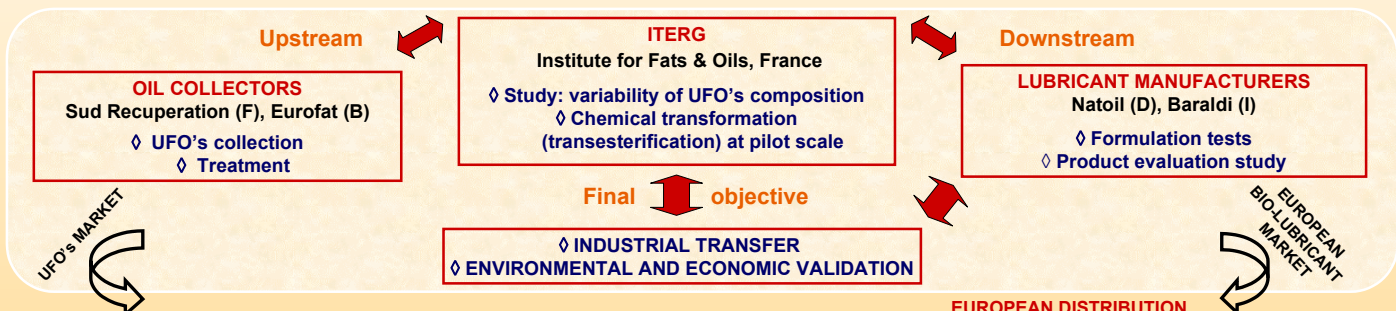 Upstream
ITERG
Institute for Fats & Oils, France
◊ Study: variability of UFO's composition
◊ Chemical transformation
(transesterification) at pilot scale
Downstream
OIL COLLECTORS
Sud Recuperation (F), Eurofat (B)
◊ UFO's collection
◊ Treatment
LUBRICANT MANUFACTURERS
Natoil (D), Baraldi (I)
◊ Formulation tests
◊ Product evaluation study
Final objective
◊ INDUSTRIAL TRANSFER
◊ ENVIRONMENTAL AND ECONOMIC VALIDATION
UFO's MARKET
EUROPEAN
BIO-LUBRICANT
MARKET
EUROPEAN DISTRIBUTION